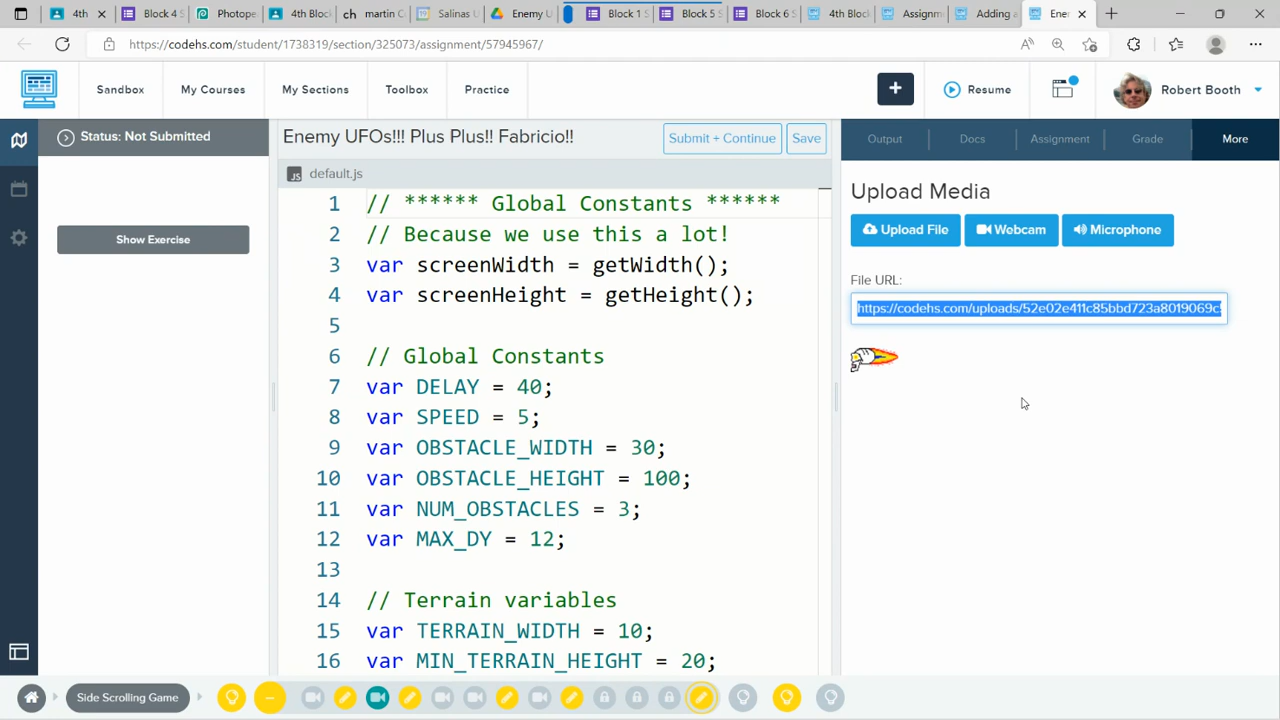 4th
Block 4 S
Photope
4th Bloc
ch martin C
Salinas U
Enemy U
Block 1 S
Block 5 S
Block 6 S
4th Bloc
Assignm
Adding a
Ene
https://codehs.com/student/1738319/section/325073/assignment/57945967/
Sandbox My Courses My Sections Toolbox Practice + Resume Robert Booth
Status: Not Submitted
Show Exercise
Enemy UFOs!!! Plus Plus!! Fabricio!! Submit + Continue Save
JS default.js
1 // ****** Global Constants ******
2 // Because we use this a lot!
3 var screenWidth = getWidth();
4 var screenHeight = getHeight();
5
6 // Global Constants
7 var DELAY = 40;
8 var SPEED = 5;
9 var OBSTACLE_WIDTH = 30;
10 var OBSTACLE_HEIGHT = 100;
11 var NUM_OBSTACLES = 3;
12 var MAX_DY = 12;
13
14 // Terrain variables
15 var TERRAIN_WIDTH = 10;
16 var MIN_TERRAIN_HEIGHT = 20;
Output Docs Assignment Grade More
Upload Media
Upload File Webcam Microphone
File URL:
https://codehs.com/uploads/52e02e411c85bbd723a8019069c
Side Scrolling Game